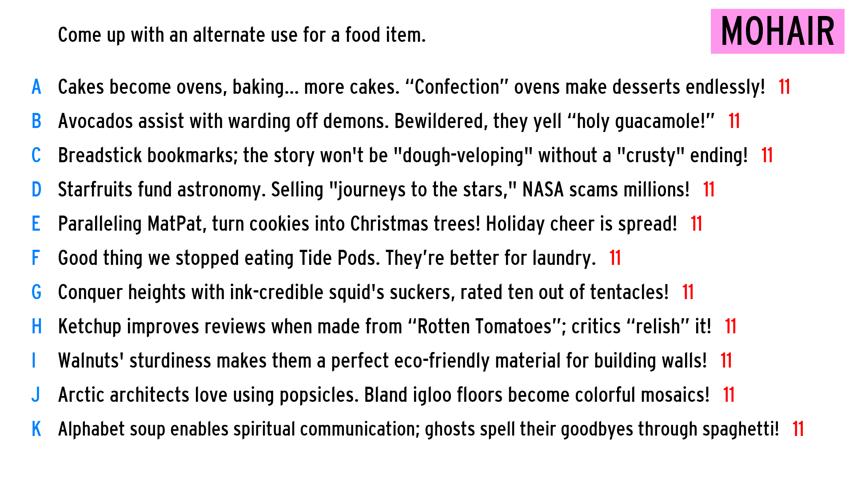 Come up with an alternate use for a food item.
MOHAIR
A Cakes become ovens, baking... more cakes. “Confection” ovens make desserts endlessly! 11
B Avocados assist with warding off demons. Bewildered, they yell “holy guacamole!” 11
C Breadstick bookmarks; the story won't be "dough-veloping" without a "crusty" ending! 11
D Starfruits fund astronomy. Selling "journeys to the stars," NASA scams millions! 11
E Paralleling MatPat, turn cookies into Christmas trees! Holiday cheer is spread! 11
F Good thing we stopped eating Tide Pods. They’re better for laundry. 11
G Conquer heights with ink-credible squid's suckers, rated ten out of tentacles! 11
H Ketchup improves reviews when made from “Rotten Tomatoes”; critics “relish” it! 11
I Walnuts' sturdiness makes them a perfect eco-friendly material for building walls! 11
J Arctic architects love using popsicles. Bland igloo floors become colorful mosaics! 11
K Alphabet soup enables spiritual communication; ghosts spell their goodbyes through spaghetti! 11